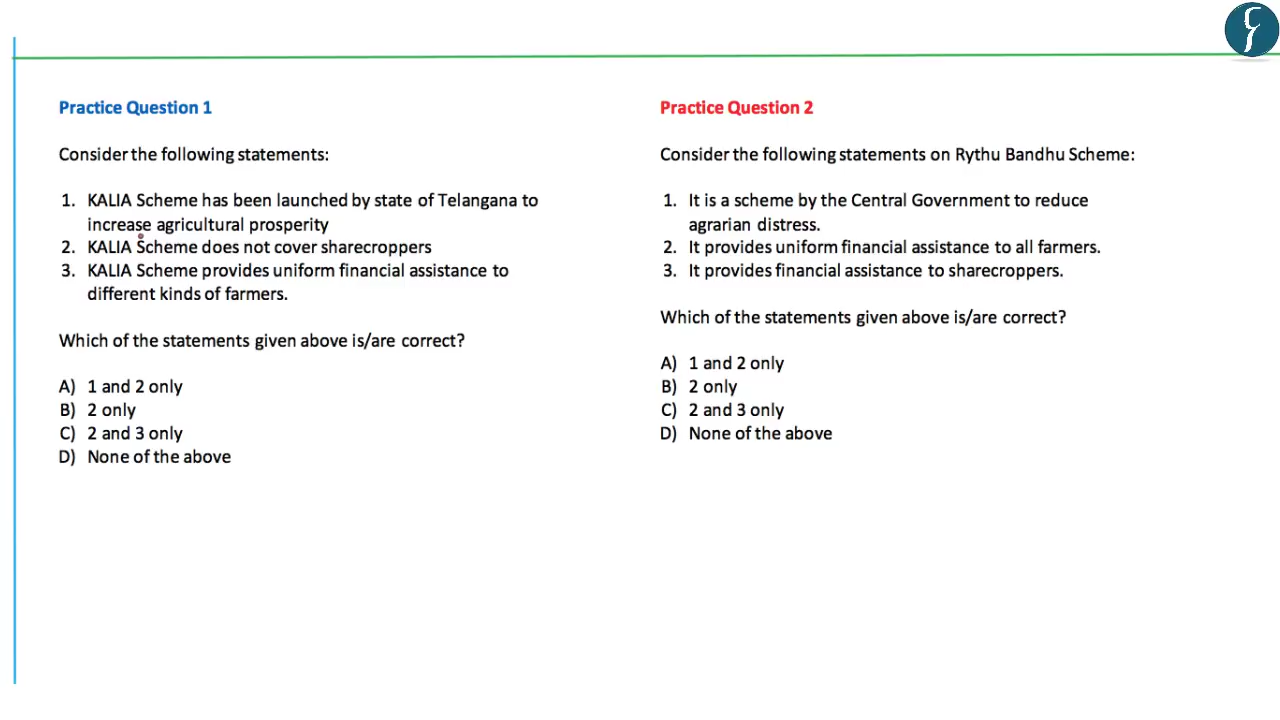 Practice Question 1
Consider the following statements:
1. KALIA Scheme has been launched by state of Telangana to
increase agricultural prosperity
2. KALIA Scheme does not cover sharecroppers
3. KALIA Scheme provides uniform financial assistance to
different kinds of farmers.
Which of the statements given above is/are correct?
A) 1 and 2 only
B) 2 only
C) 2 and 3 only
D) None of the above
Practice Question 2
Consider the following statements on Rythu Bandhu Scheme:
1. It is a scheme by the Central Government to reduce
agrarian distress.
2. It provides uniform financial assistance to all farmers.
3. It provides financial assistance to sharecroppers.
Which of the statements given above is/are correct?
A) 1 and 2 only
B) 2 only
C) 2 and 3 only
D) None of the above